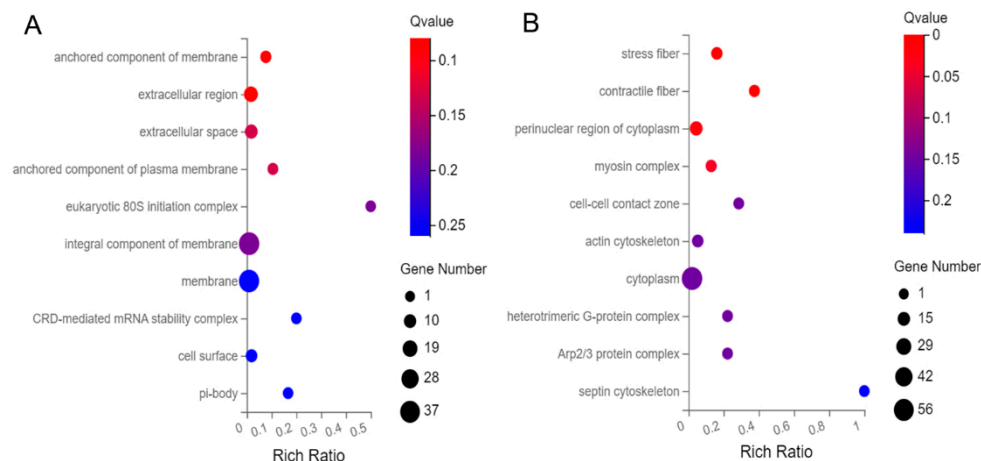 A
Qvalue
anchored component of membrane
extracellular region
extracellular space
anchored component of plasma membrane
eukaryotic 80S initiation complex
integral component of membrane
membrane
CRD-mediated mRNA stability complex
cell surface
pi-body
0 0.1 0.2 0.3 0.4 0.5
Rich Ratio
0.1
0.15
0.2
0.25
Gene Number
1
10
19
28
37
B
Qvalue
stress fiber
contractile fiber
perinuclear region of cytoplasm
myosin complex
cell-cell contact zone
actin cytoskeleton
cytoplasm
heterotrimeric G-protein complex
Arp2/3 protein complex
septin cytoskeleton
0 0.2 0.4 0.6 0.8 1
Rich Ratio
0
0.05
0.1
0.15
0.2
Gene Number
1
15
29
42
56